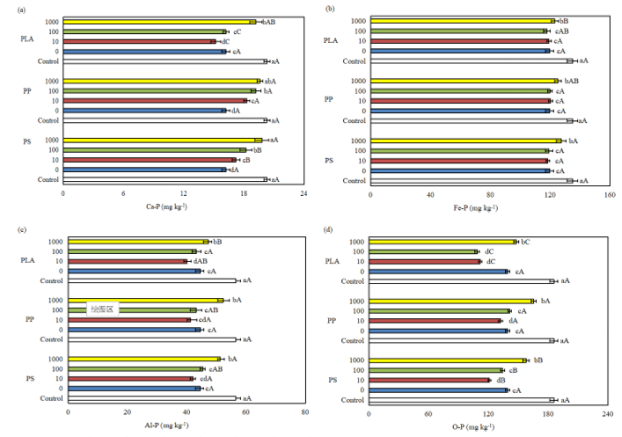 (a)
PLA
1000 bAB
100 cC
10 dC
0 cA
Control aA
PP
1000 abA
100 bA
10 cA
0 dA
Control aA
PS
1000 aA
100 bB
10 cB
0 dA
Control aA
0 6 12 18 24
Ca-P (mg kg-1)
(b)
PLA
1000 bB
100 cAB
10 cA
0 cA
Control aA
PP
1000 bAB
100 cA
10 cA
0 cA
Control aA
PS
1000 bA
100 cA
10 cA
0 cA
Control aA
0 40 80 120 160
Fe-P (mg kg-1)
(c)
PLA
1000 bB
100 cA
10 dAB
0 cA
Control aA
PP
1000 bA
100 cAB
10 cdA
0 cA
Control aA
PS
1000 bA
100 cAB
10 cdA
0 cA
Control aA
0 20 40 60 80
Al-P (mg kg-1)
(d)
PLA
1000 bC
100 dC
10 dC
0 cA
Control aA
PP
1000 bA
100 cA
10 dA
0 cA
Control aA
PS
1000 bB
100 cB
10 dB
0 cA
Control aA
0 60 120 180 240
O-P (mg kg-1)